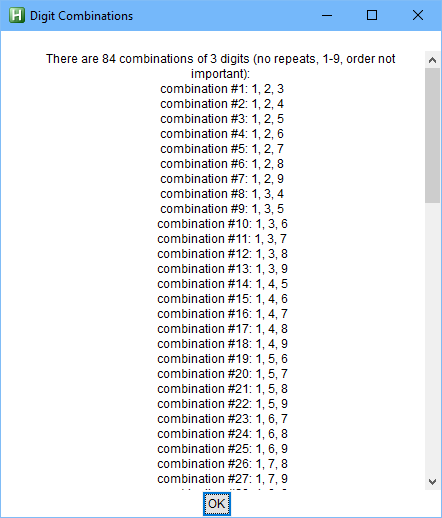 Digit Combinations
There are 84 combinations of 3 digits (no repeats, 1-9, order not
important):
combination #1: 1, 2, 3
combination #2: 1, 2, 4
combination #3: 1, 2, 5
combination #4: 1, 2, 6
combination #5: 1, 2, 7
combination #6: 1, 2, 8
combination #7: 1, 2, 9
combination #8: 1, 3, 4
combination #9: 1, 3, 5
combination #10: 1, 3, 6
combination #11: 1, 3, 7
combination #12: 1, 3, 8
combination #13: 1, 3, 9
combination #14: 1, 4, 5
combination #15: 1, 4, 6
combination #16: 1, 4, 7
combination #17: 1, 4, 8
combination #18: 1, 4, 9
combination #19: 1, 5, 6
combination #20: 1, 5, 7
combination #21: 1, 5, 8
combination #22: 1, 5, 9
combination #23: 1, 6, 7
combination #24: 1, 6, 8
combination #25: 1, 6, 9
combination #26: 1, 7, 8
combination #27: 1, 7, 9
OK